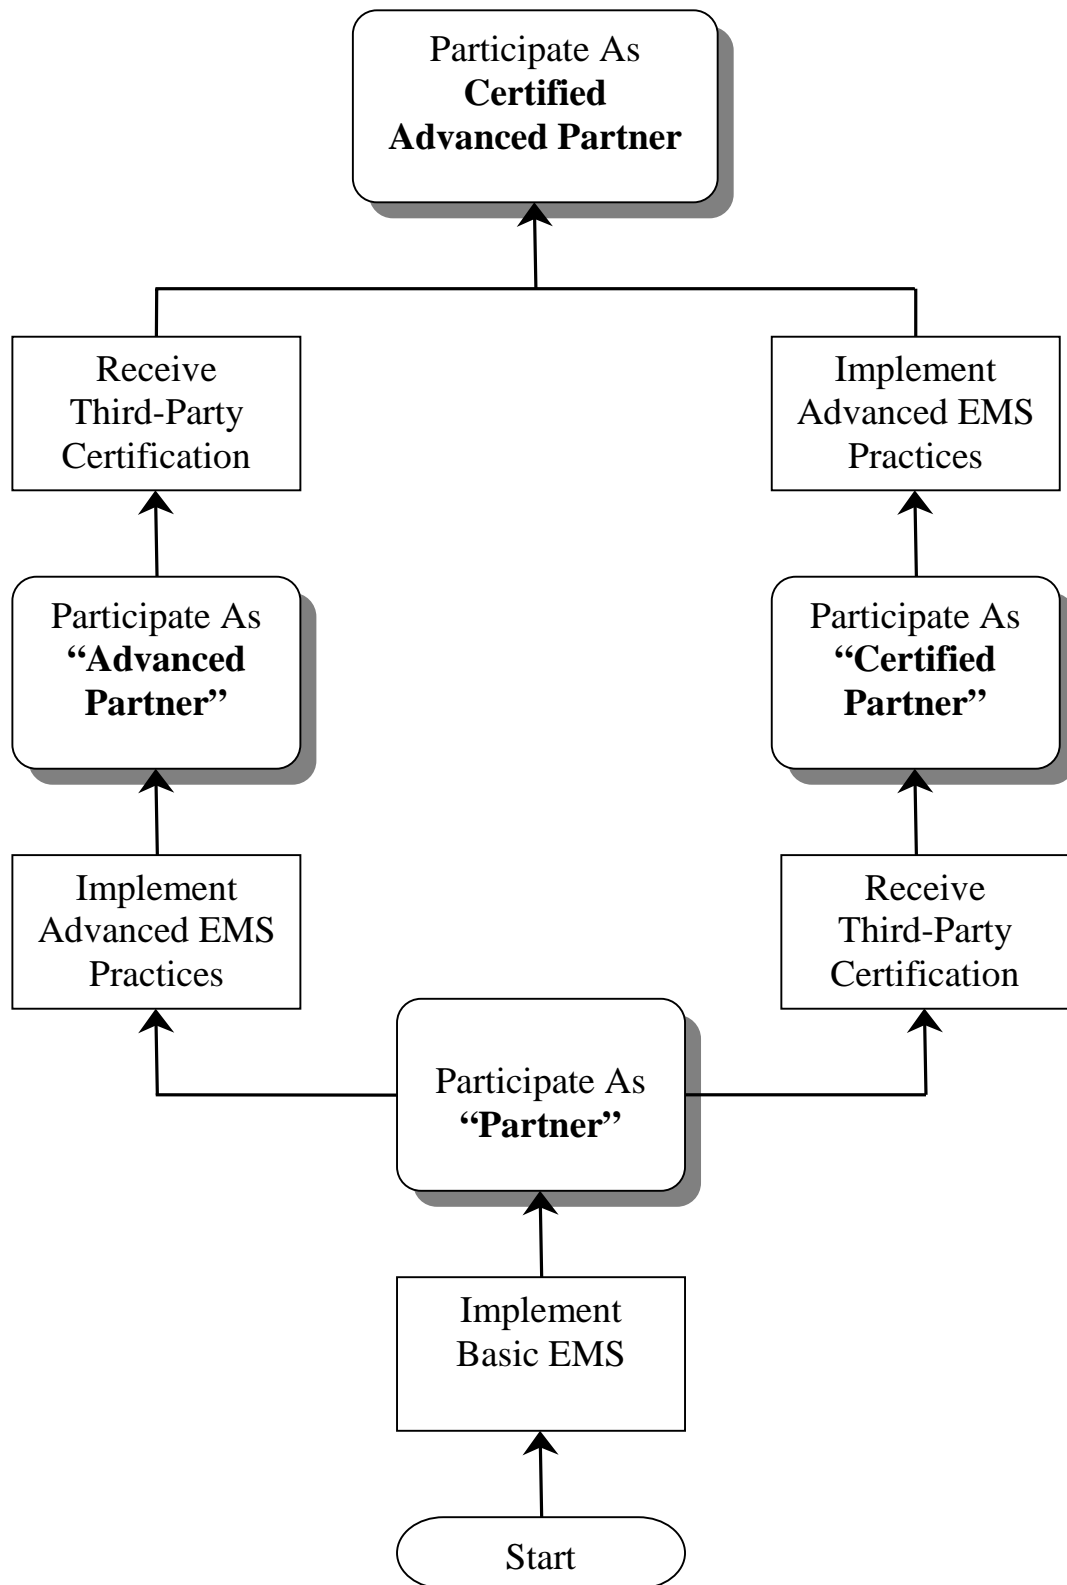 Participate As
Certified
Advanced Partner
Receive
Third-Party
Certification
Implement
Advanced EMS
Practices
Participate As
“Advanced
Partner”
Participate As
“Certified
Partner”
Implement
Advanced EMS
Practices
Receive
Third-Party
Certification
Participate As
“Partner”
Implement
Basic EMS
Start